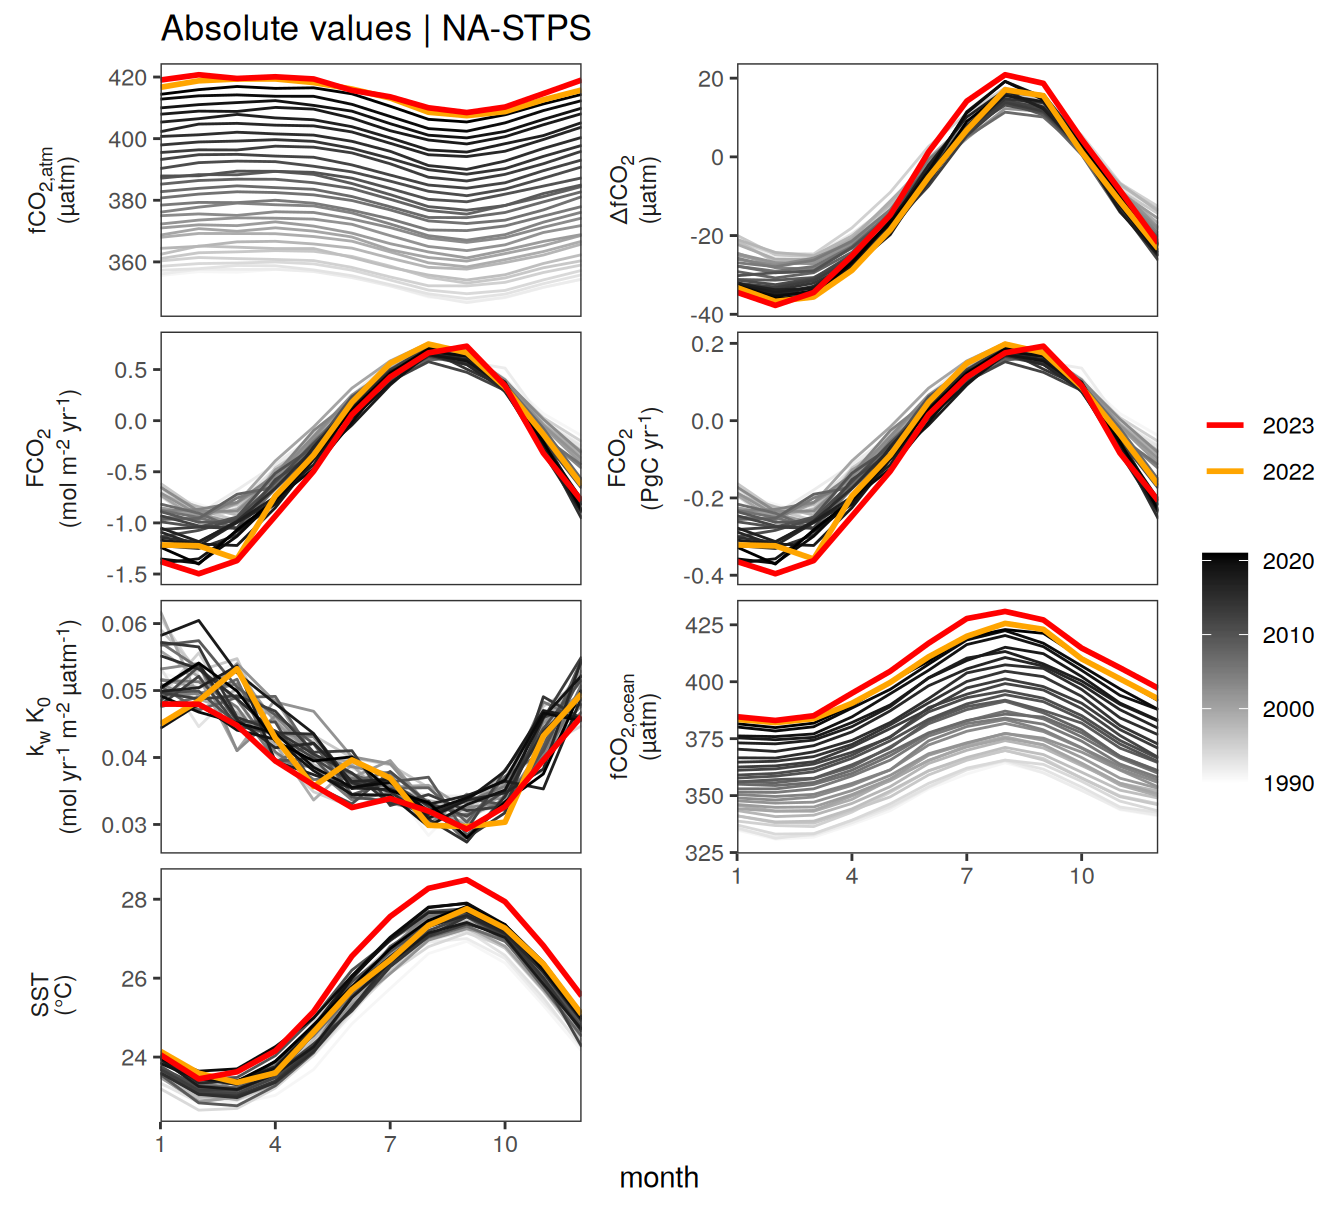 Absolute values | NA-STPS
fCO2,atm
(µatm)
420
400
380
360
ΔfCO2
(µatm)
20
0
-20
-40
FCO2
(mol m-2 yr-1)
0.5
0.0
-0.5
-1.0
-1.5
FCO2
(PgC yr-1)
0.2
0.0
-0.2
-0.4
kw K0
(mol yr-1 m-2 µatm-1)
0.06
0.05
0.04
0.03
fCO2,ocean
(µatm)
425
400
375
350
325
1 4 7 10
SST
(°C)
28
26
24
1 4 7 10
month
2023
2022
2020
2010
2000
1990